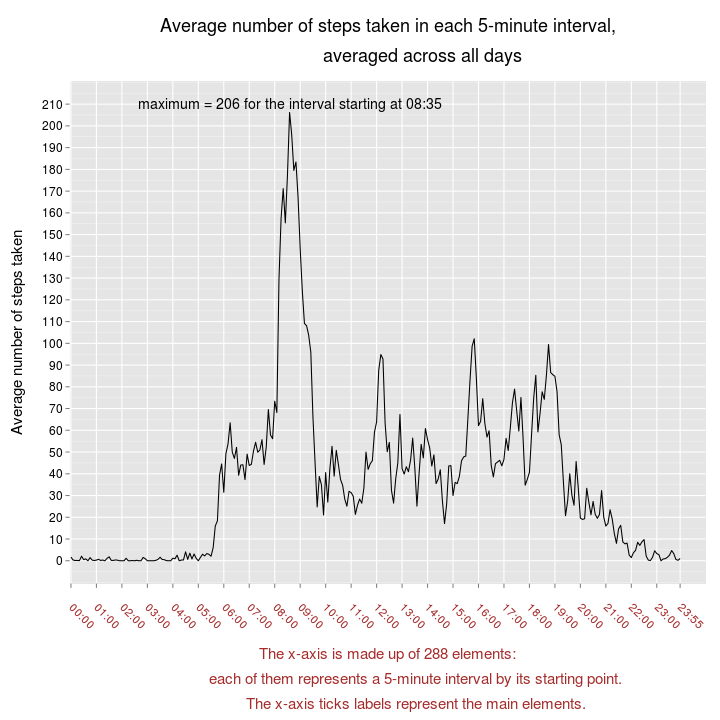 Average number of steps taken in each 5-minute interval,
averaged across all days
maximum = 206 for the interval starting at 08:35
Average number of steps taken
210
200
190
180
170
160
150
140
130
120
110
100
90
80
70
60
50
40
30
20
10
0
00:00 01:00 02:00 03:00 04:00 05:00 06:00 07:00 08:00 09:00 10:00 11:00 12:00 13:00 14:00 15:00 16:00 17:00 18:00 19:00 20:00 21:00 22:00 23:00 23:55
The x-axis is made up of 288 elements:
each of them represents a 5-minute interval by its starting point.
The x-axis ticks labels represent the main elements.